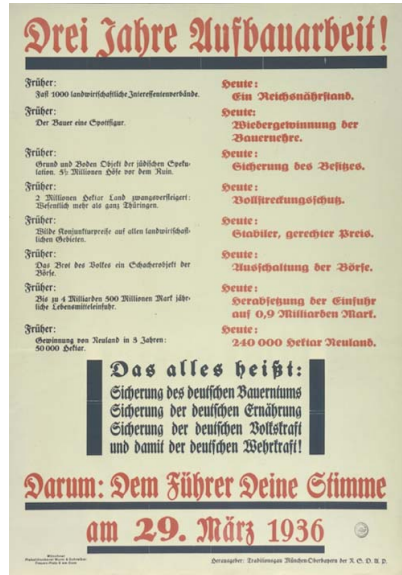 Drei Jahre Aufbauarbeit!
Früher:
Fast 1000 landwirtschaftliche Interessentenverbände.
Heute:
Ein Reichsnährstand.
Früher:
Der Bauer eine Spottfigur.
Heute:
Wiedergewinnung der
Bauernehre.
Früher:
Grund und Boden Objekt der jüdischen Speku-
lation. 5½ Millionen Höfe vor dem Ruin.
Heute:
Sicherung des Besitzes.
Früher:
2 Millionen Hektar Land zwangsversteigert:
Wesentlich mehr als ganz Thüringen.
Heute:
Vollstreckungsschutz.
Früher:
Wilde Konjunkturpreise auf allen landwirtschaft-
lichen Gebieten.
Heute:
Stabiler, gerechter Preis.
Früher:
Das Brot des Volkes ein Schacherobjekt der
Börse.
Heute:
Ausschaltung der Börse.
Früher:
Bis zu 4 Milliarden 500 Millionen Mark jähr-
liche Lebensmitteleinfuhr.
Heute:
Herabsetzung der Einfuhr
auf 0,9 Milliarden Mark.
Früher:
Gewinnung von Neuland in 3 Jahren:
50 000 Hektar.
Heute:
240 000 Hektar Neuland.
Das alles heißt:
Sicherung des deutschen Bauerntums
Sicherung der deutschen Ernährung
Sicherung der deutschen Volkskraft
und damit der deutschen Wehrkraft!
Darum: Dem Führer Deine Stimme
am 29. März 1936
Herausgeber: Traditionsgau München-Oberbayern der N. S. D. A. P.